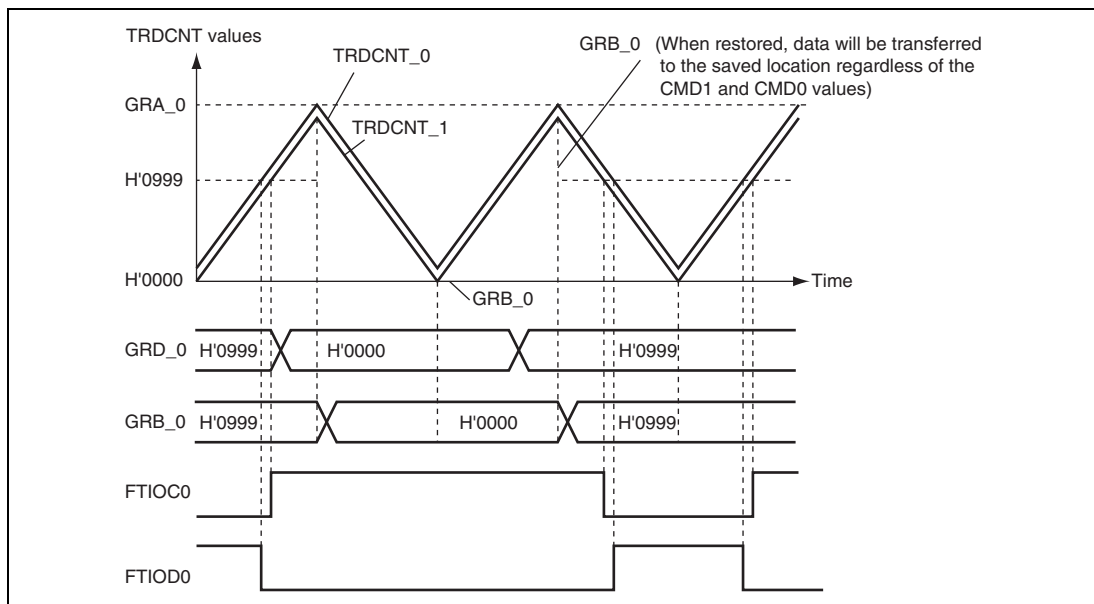 TRDCNT values
TRDCNT_0
GRB_0 (When restored, data will be transferred
to the saved location regardless of the
CMD1 and CMD0 values)
GRA_0
TRDCNT_1
H'0999
H'0000
Time
GRB_0
GRD_0
H'0999
H'0000
H'0999
GRB_0
H'0999
H'0000
H'0999
FTIOC0
FTIOD0